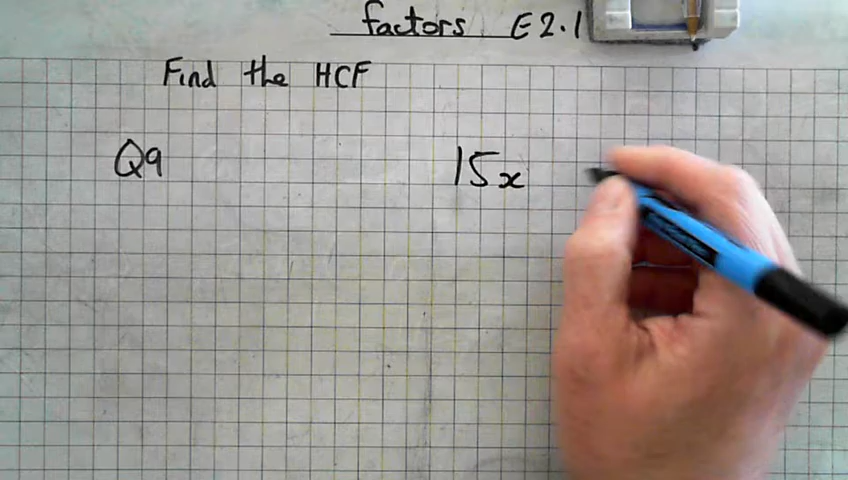 factors E2.1
Find the HCF
Q9 15x